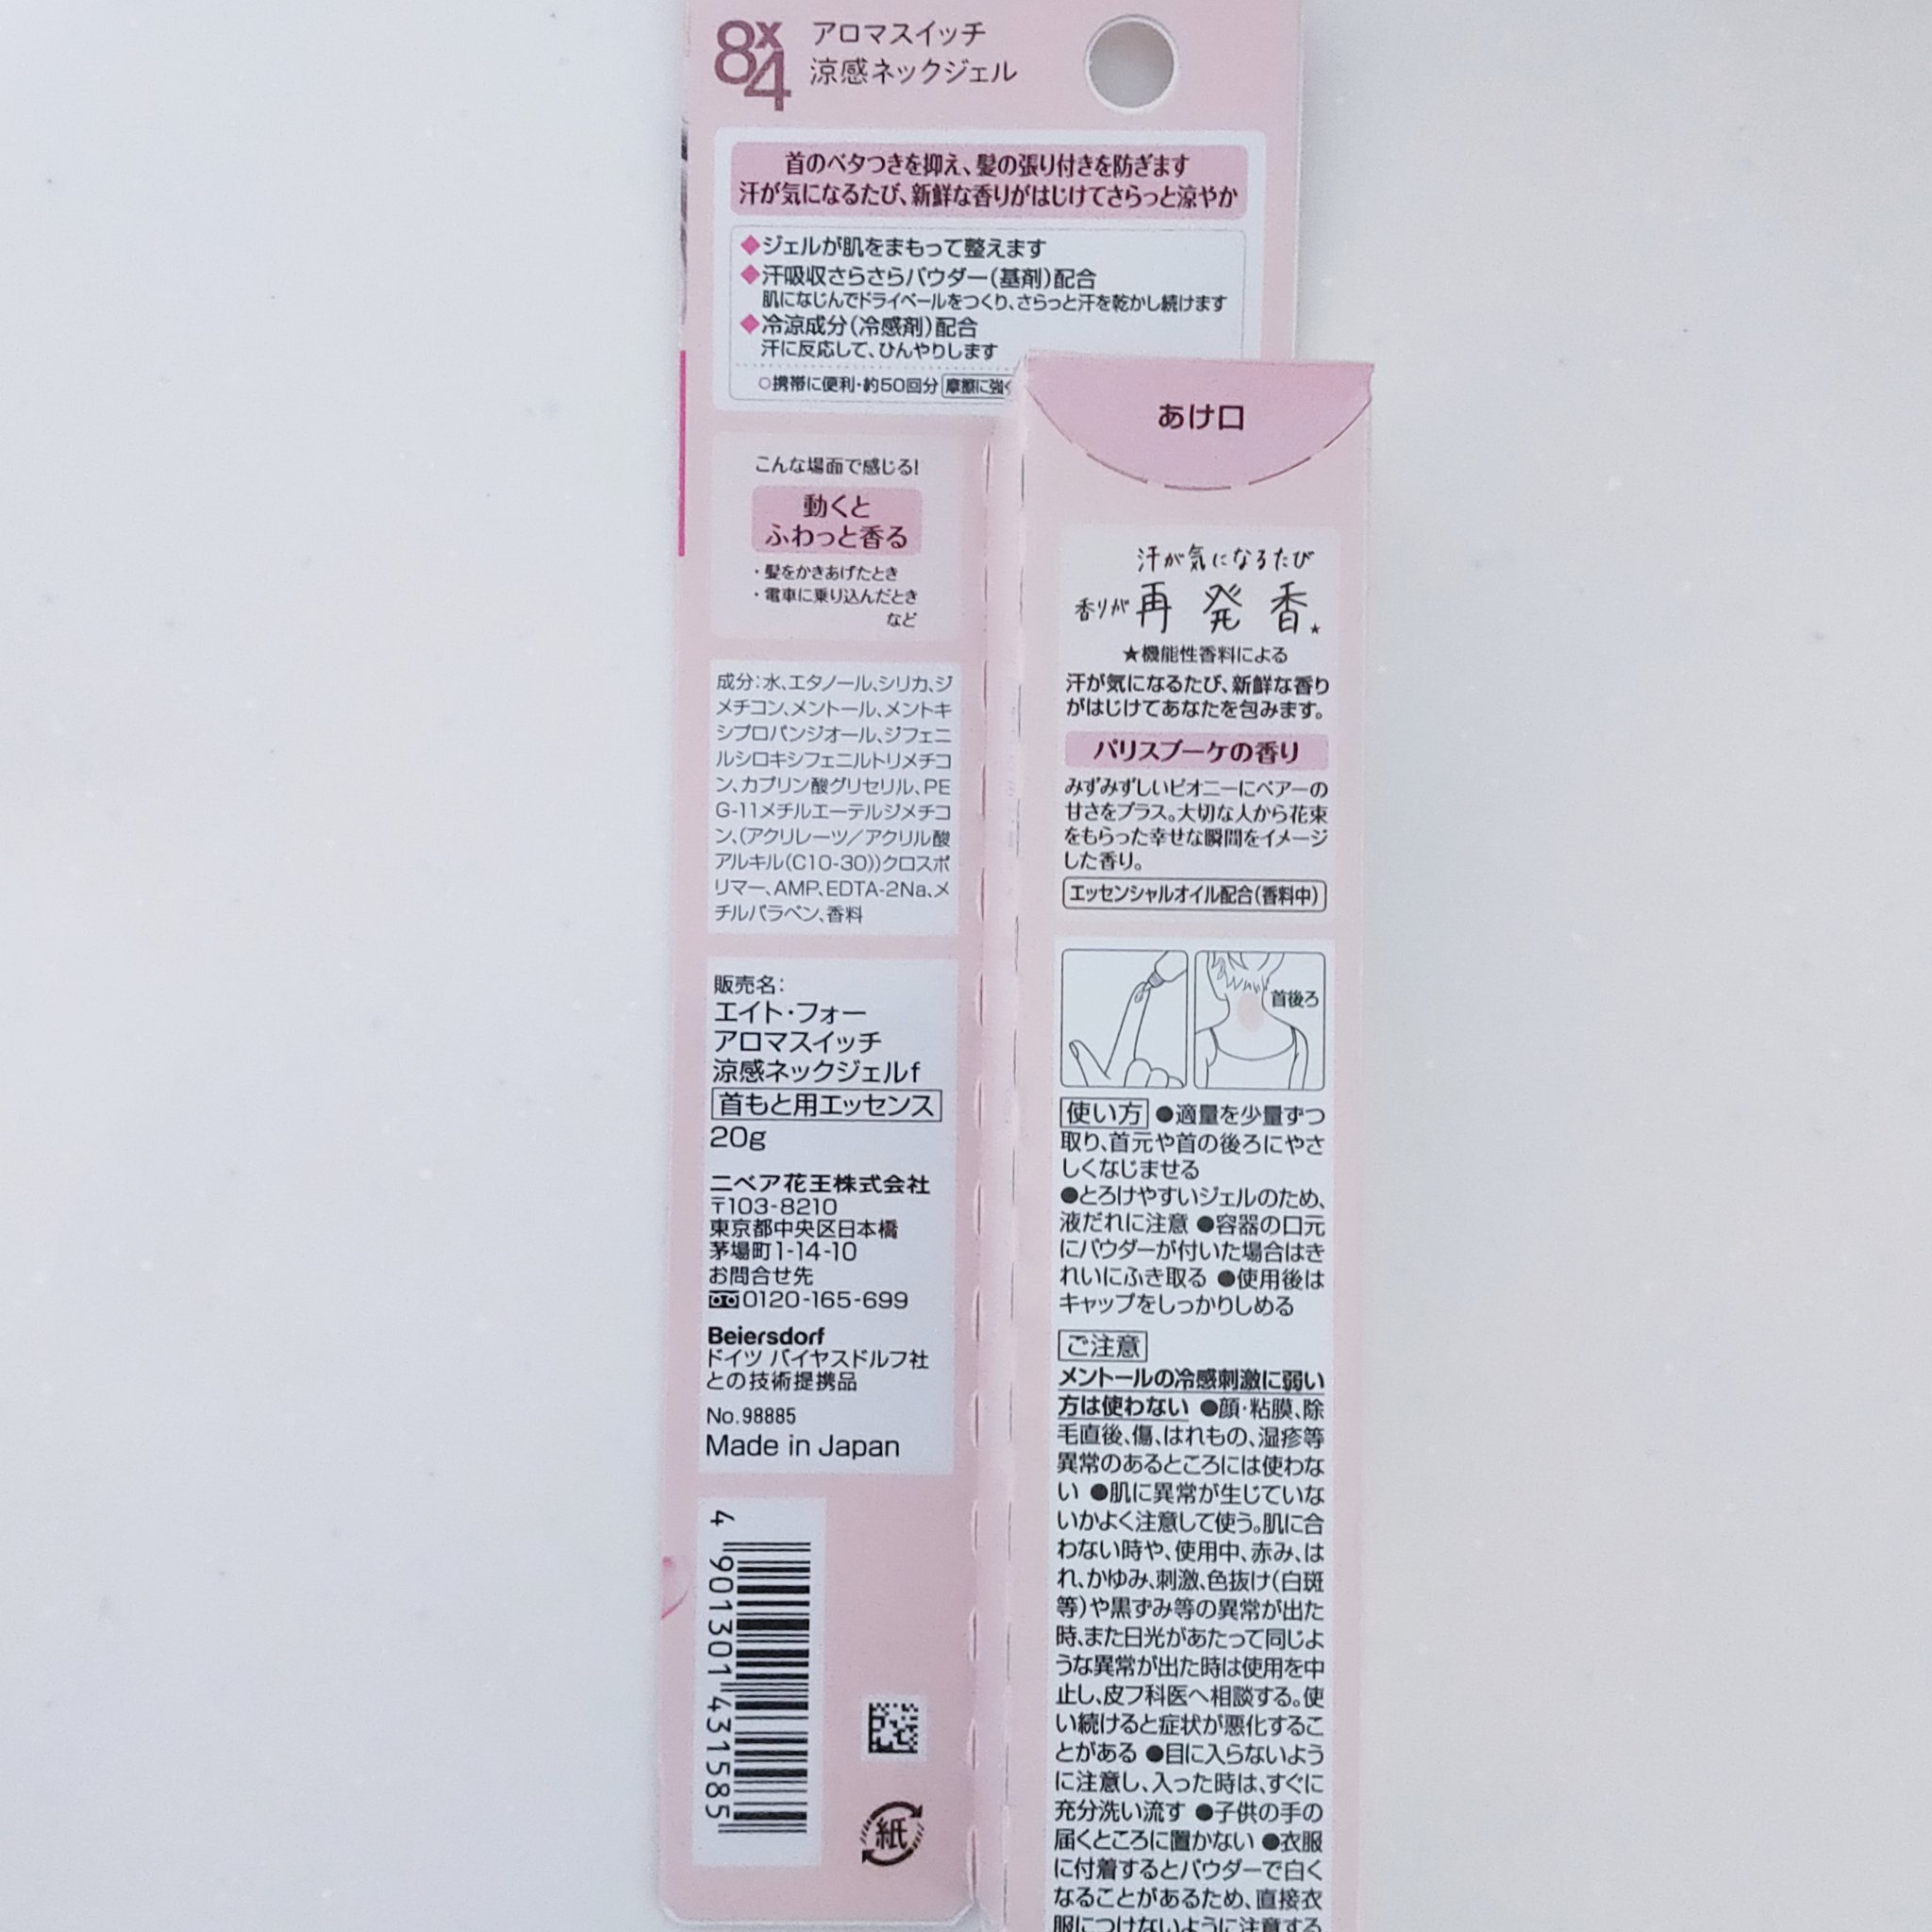 8x4
アロマスイッチ
涼感ネックジェル
首のベタつきを抑え、髪の張り付きを防ぎます
汗が気になるたび、新鮮な香りがはじけてさらっと涼やか
◆ジェルが肌をまもって整えます
◆汗吸収さらさらパウダー(基剤)配合
肌になじんでドライベールをつくり、さらっと汗を乾かし続けます
◆冷涼成分(冷感剤)配合
汗に反応して、ひんやりします
○携帯に便利・約50回分 摩擦に強く
こんな場面で感じる!
動くと
ふわっと香る
・髪をかきあげたとき
・電車に乗り込んだとき
など
成分:水、エタノール、シリカ、ジ
メチコン、メントール、メントキ
シプロパンジオール、ジフェニ
ルシロキシフェニルトリメチコ
ン、カプリン酸グリセリル、PE
G-11メチルエーテルジメチコ
ン、(アクリレーツ/アクリル酸
アルキル(C10-30))クロスポ
リマー、AMP、EDTA-2Na、メ
チルパラベン、香料
販売名:
エイト・フォー
アロマスイッチ
涼感ネックジェルf
首もと用エッセンス
20g
ニベア花王株式会社
〒103-8210
東京都中央区日本橋
茅場町1-14-10
お問合せ先
0120-165-699
Beiersdorf
ドイツ バイヤスドルフ社
との技術提携品
No.98885
Made in Japan
4 901301 431585
紙
あけ口
汗が気になるたび
香りが再発香★
★機能性香料による
汗が気になるたび、新鮮な香り
がはじけてあなたを包みます。
パリスブーケの香り
みずみずしいピオニーにペアーの
甘さをプラス。大切な人から花束
をもらった幸せな瞬間をイメージ
した香り。
エッセンシャルオイル配合(香料中)
首後ろ
使い方 ●適量を少量ずつ
取り、首元や首の後ろにやさ
しくなじませる
●とろけやすいジェルのため、
液だれに注意 ●容器の口元
にパウダーが付いた場合はき
れいにふき取る ●使用後は
キャップをしっかりしめる
ご注意
メントールの冷感刺激に弱い
方は使わない ●顔・粘膜、除
毛直後、傷、はれもの、湿疹等
異常のあるところには使わな
い ●肌に異常が生じていな
いかよく注意して使う。肌に合
わない時や、使用中、赤み、は
れ、かゆみ、刺激、色抜け(白斑
等)や黒ずみ等の異常が出た
時、また日光があたって同じよ
うな異常が出た時は使用を中
止し、皮フ科医へ相談する。使
い続けると症状が悪化するこ
とがある ●目に入らないよう
に注意し、入った時は、すぐに
充分洗い流す ●子供の手の
届くところに置かない ●衣服
に付着するとパウダーで白く
なることがあるため、直接衣
服につけないように注意する